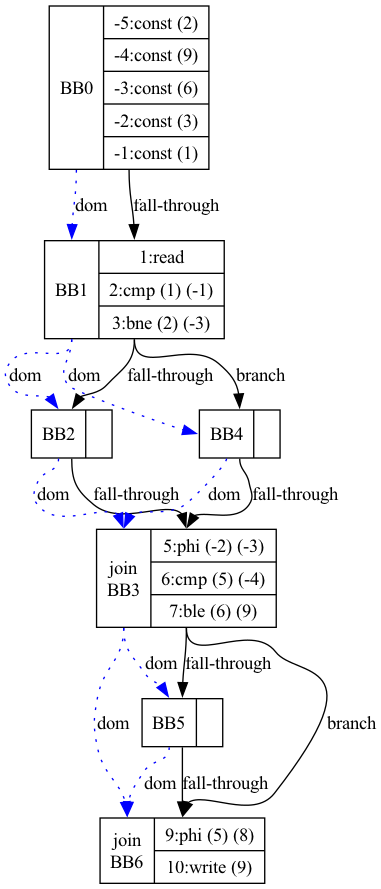 BB0
-5:const (2)
-4:const (9)
-3:const (6)
-2:const (3)
-1:const (1)
dom
fall-through
BB1
1:read
2:cmp (1) (-1)
3:bne (2) (-3)
dom
dom
fall-through
branch
BB2
BB4
dom
fall-through
dom
fall-through
join
BB3
5:phi (-2) (-3)
6:cmp (5) (-4)
7:ble (6) (9)
dom
fall-through
BB5
dom
branch
dom
fall-through
join
BB6
9:phi (5) (8)
10:write (9)